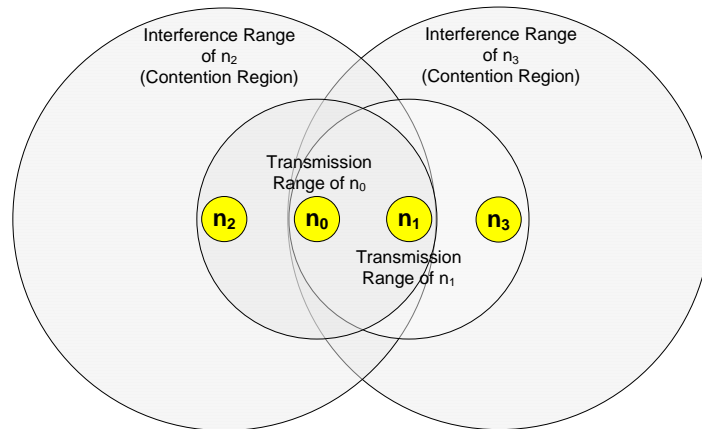 Interference Range
of n₂
(Contention Region)
Interference Range
of n₃
(Contention Region)
Transmission
Range of n₀
n₂
n₀
n₁
n₃
Transmission
Range of n₁